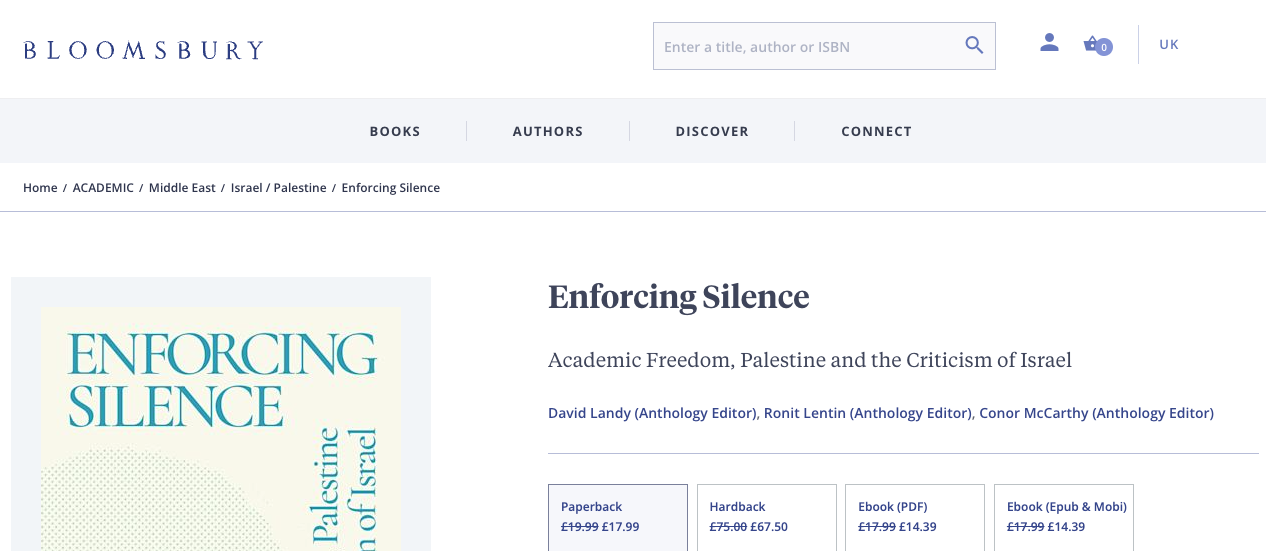 BLOOMSBURY
Enter a title, author or ISBN
0
UK
BOOKS
AUTHORS
DISCOVER
CONNECT
Home / ACADEMIC / Middle East / Israel / Palestine / Enforcing Silence
ENFORCING
SILENCE
Palestine
n of Israel
Enforcing Silence
Academic Freedom, Palestine and the Criticism of Israel
David Landy (Anthology Editor), Ronit Lentin (Anthology Editor), Conor McCarthy (Anthology Editor)
Paperback
£19.99 £17.99
Hardback
£75.00 £67.50
Ebook (PDF)
£17.99 £14.39
Ebook (Epub & Mobi)
£17.99 £14.39